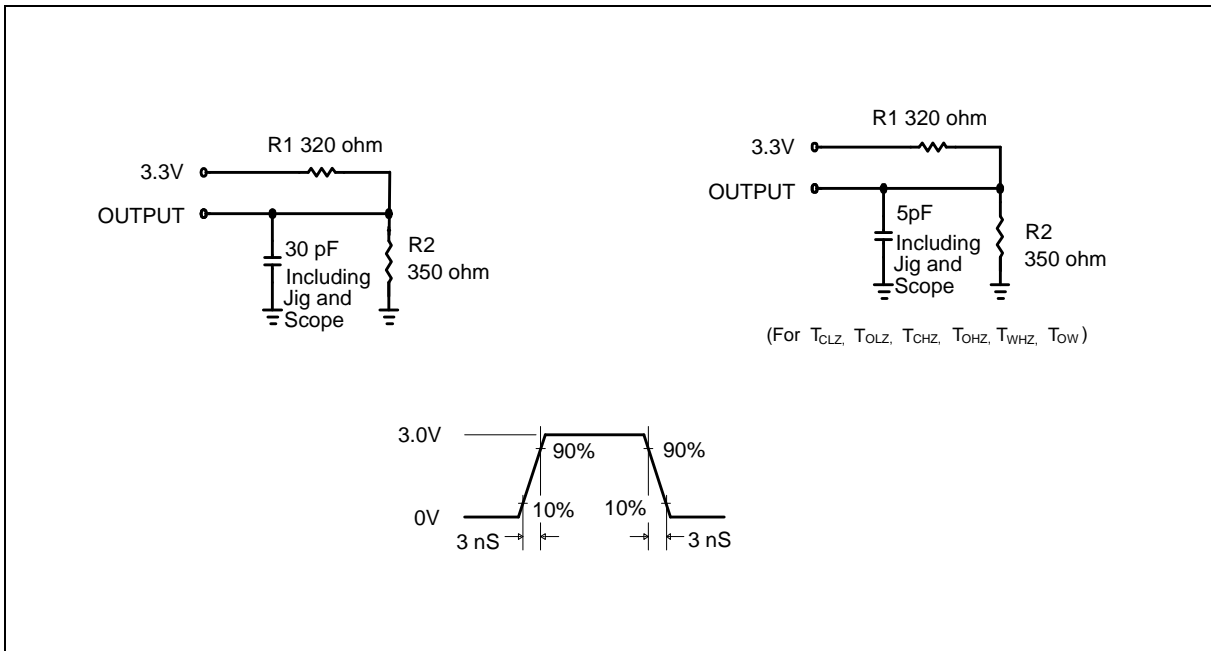 R1 320 ohm
3.3V
OUTPUT
30 pF
Including
Jig and
Scope
R2
350 ohm
R1 320 ohm
3.3V
OUTPUT
5pF
Including
Jig and
Scope
R2
350 ohm
(For TCLZ, TOLZ, TCHZ, TOHZ, TWHZ, TOW)
3.0V
90%
90%
10%
10%
0V
3 nS
3 nS